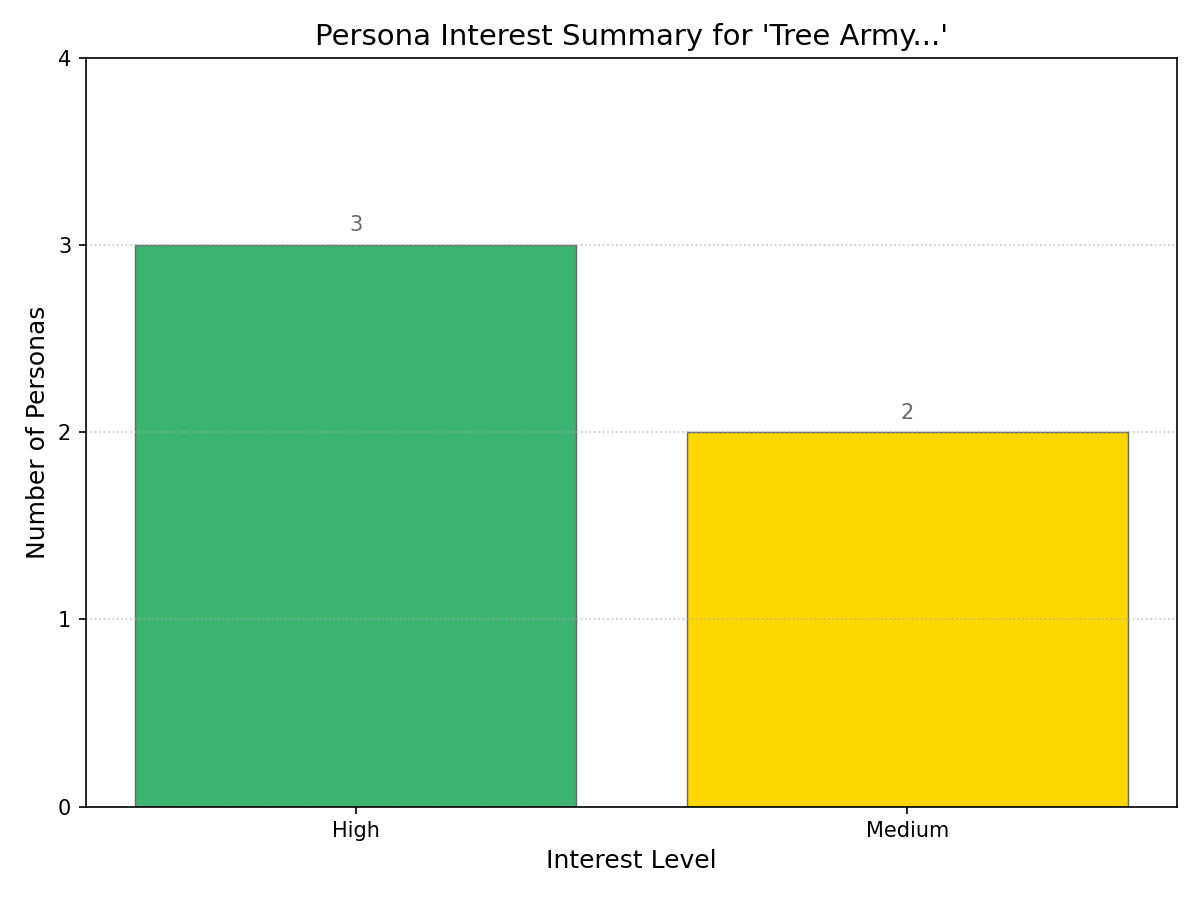 Persona Interest Summary for 'Tree Army...'
4
3
2
1
0
Number of Personas
3
2
High
Medium
Interest Level